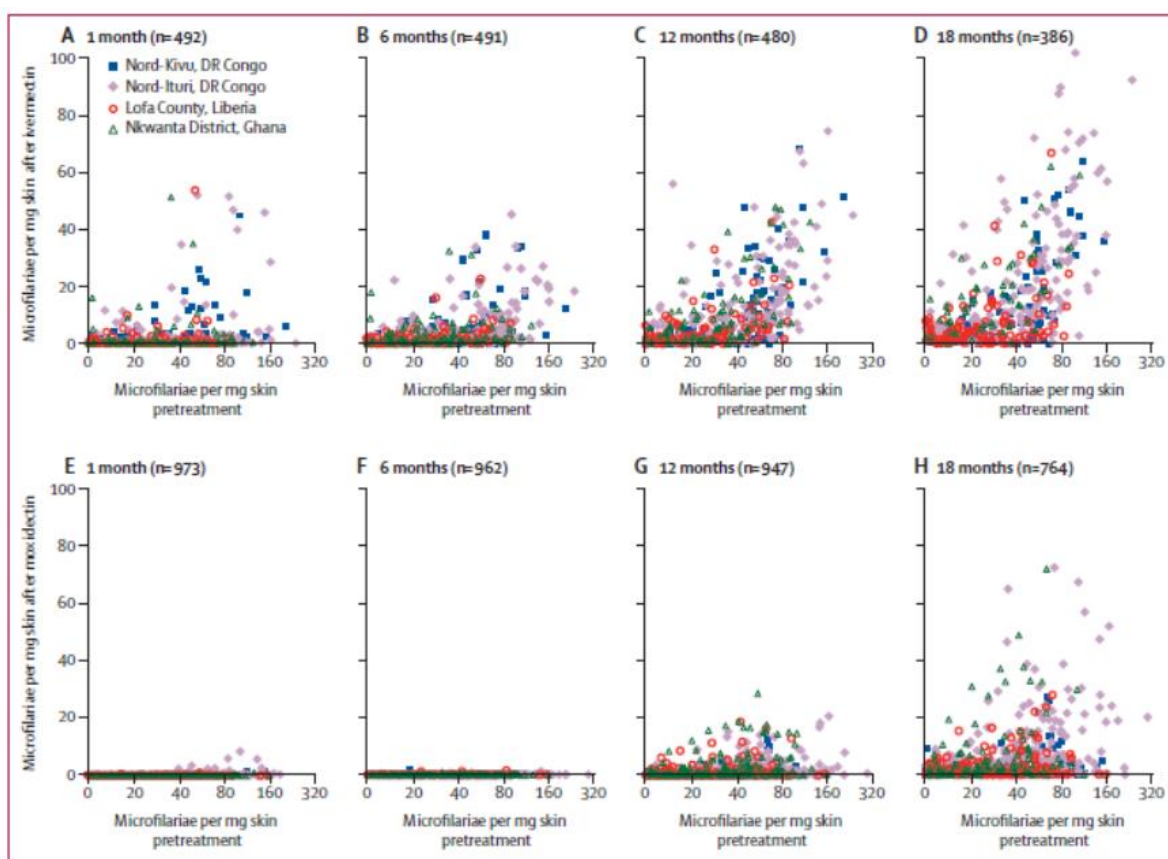 A 1 month (n=492)
B 6 months (n=491)
C 12 months (n=480)
D 18 months (n=386)
Microfilariae per mg skin after ivermectin
100
80
60
40
20
0
Nord-Kivu, DR Congo
Nord-Ituri, DR Congo
Lofa County, Liberia
Nkwanta District, Ghana
0 20 40 80 160 320
0 20 40 80 160 320
0 20 40 80 160 320
0 20 40 80 160 320
Microfilariae per mg skin
pretreatment
Microfilariae per mg skin
pretreatment
Microfilariae per mg skin
pretreatment
Microfilariae per mg skin
pretreatment
E 1 month (n=973)
F 6 months (n=962)
G 12 months (n=947)
H 18 months (n=764)
Microfilariae per mg skin after moxidectin
100
80
60
40
20
0
0 20 40 80 160 320
0 20 40 80 160 320
0 20 40 80 160 320
0 20 40 80 160 320
Microfilariae per mg skin
pretreatment
Microfilariae per mg skin
pretreatment
Microfilariae per mg skin
pretreatment
Microfilariae per mg skin
pretreatment